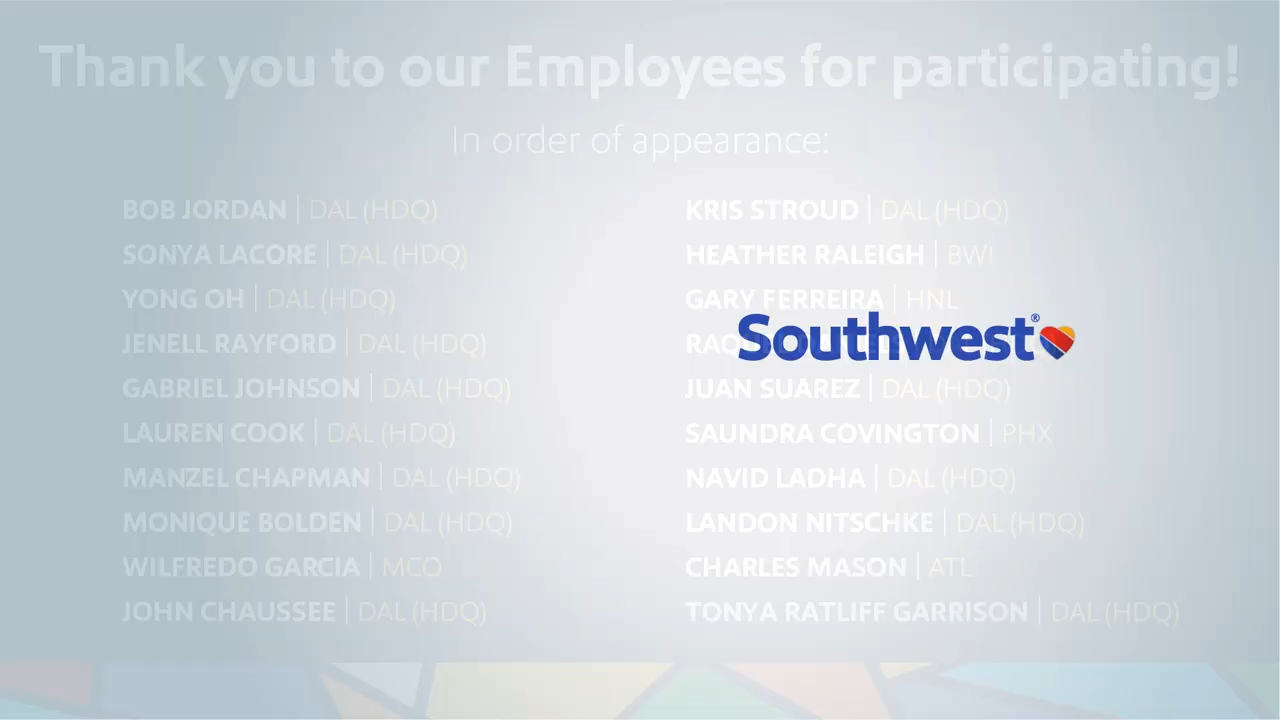 Thank you to our Employees for participating!
In order of appearance:
BOB JORDAN | DAL (HDQ)
SONYA LACORE | DAL (HDQ)
YONG OH | DAL (HDQ)
JENELL RAYFORD | DAL (HDQ)
GABRIEL JOHNSON | DAL (HDQ)
LAUREN COOK | DAL (HDQ)
MANZEL CHAPMAN | DAL (HDQ)
MONIQUE BOLDEN | DAL (HDQ)
WILFREDO GARCIA | MCO
JOHN CHAUSSEE | DAL (HDQ)
KRIS STROUD | DAL (HDQ)
HEATHER RALEIGH | BWI
GARY FERREIRA | HNL
Southwest®
JUAN SUAREZ | DAL (HDQ)
SAUNDRA COVINGTON | PHX
NAVID LADHA | DAL (HDQ)
LANDON NITSCHKE | DAL (HDQ)
CHARLES MASON | ATL
TONYA RATLIFF GARRISON | DAL (HDQ)